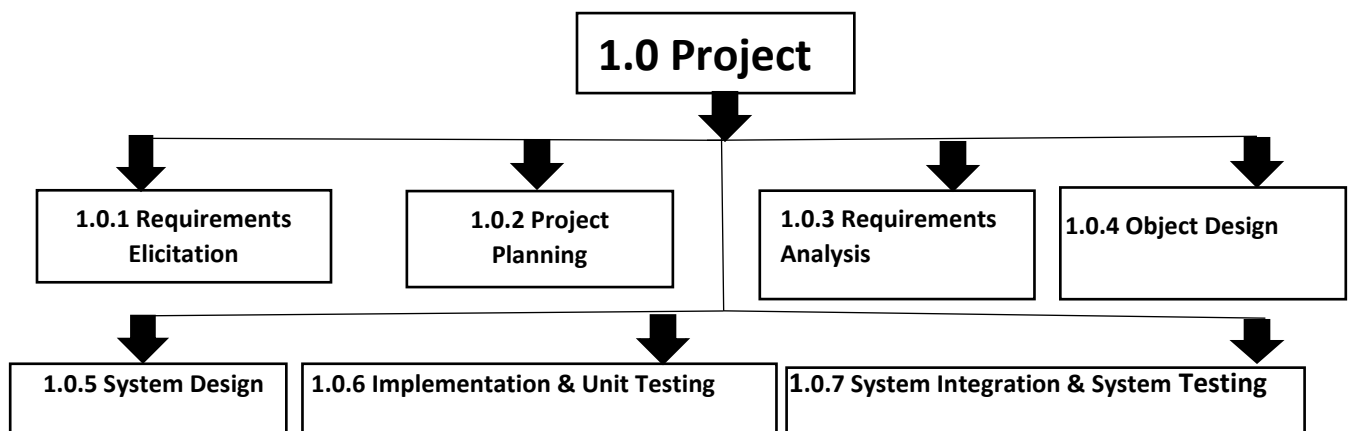 1.0 Project
1.0.1 Requirements
Elicitation
1.0.2 Project
Planning
1.0.3 Requirements
Analysis
1.0.4 Object Design
1.0.5 System Design
1.0.6 Implementation & Unit Testing
1.0.7 System Integration & System Testing